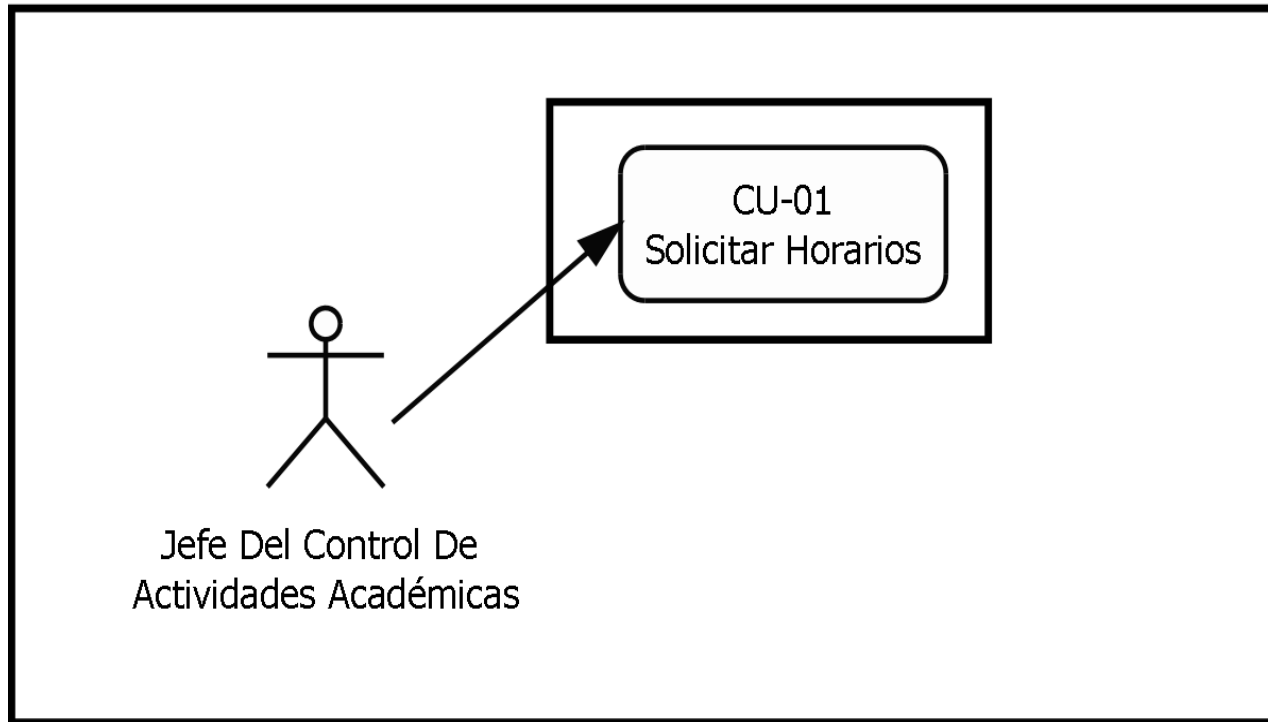 CU-01
Solicitar Horarios
Jefe Del Control De
Actividades Académicas